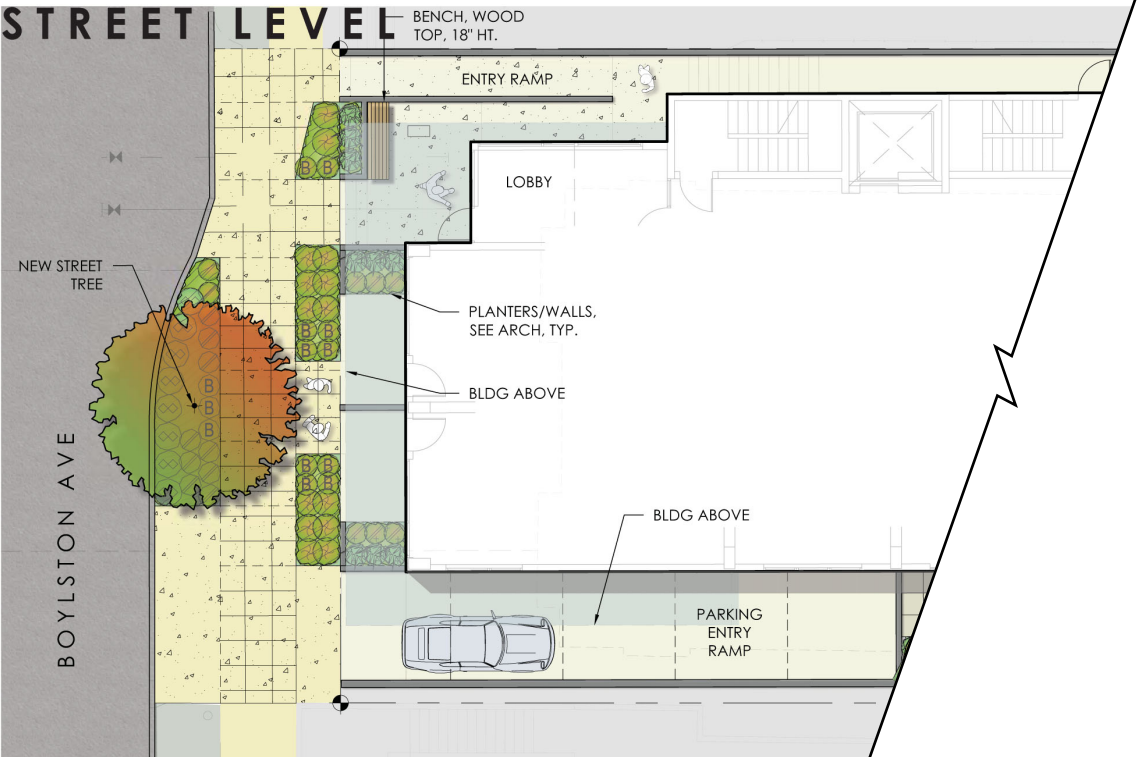 STREET LEVEL
BENCH, WOOD
TOP, 18" HT.
ENTRY RAMP
LOBBY
B B
NEW STREET
TREE
PLANTERS/WALLS,
SEE ARCH, TYP.
B B
B B
BLDG ABOVE
B
B
B
BOYLSTON AVE
B B
B B
BLDG ABOVE
PARKING
ENTRY
RAMP